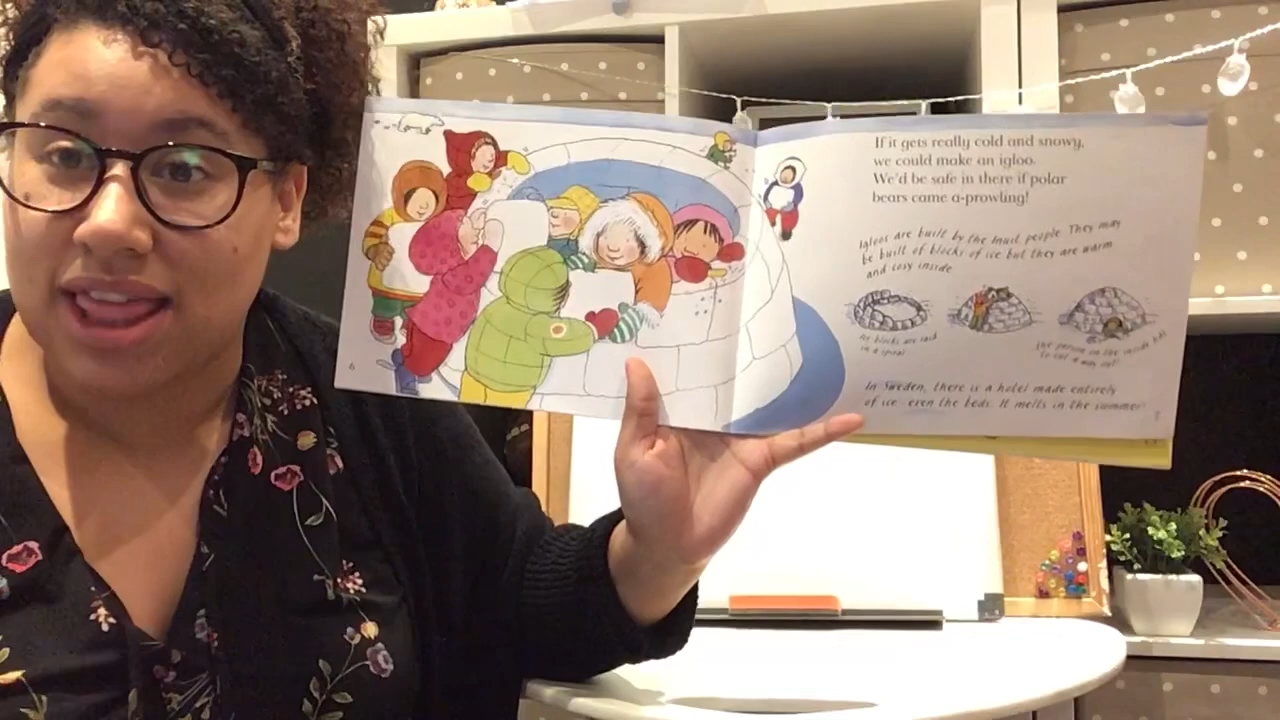 If it gets really cold and snowy,
we could make an igloo.
We'd be safe in there if polar
bears came a-prowling!
Igloos are built by the Inuit people. They may
be built of blocks of ice but they are warm
and cosy inside.
Ice blocks are laid
in a spiral.
The person on the inside has
to cut a way out!
In Sweden, there is a hotel made entirely
of ice - even the beds. It melts in the summer!
6
7